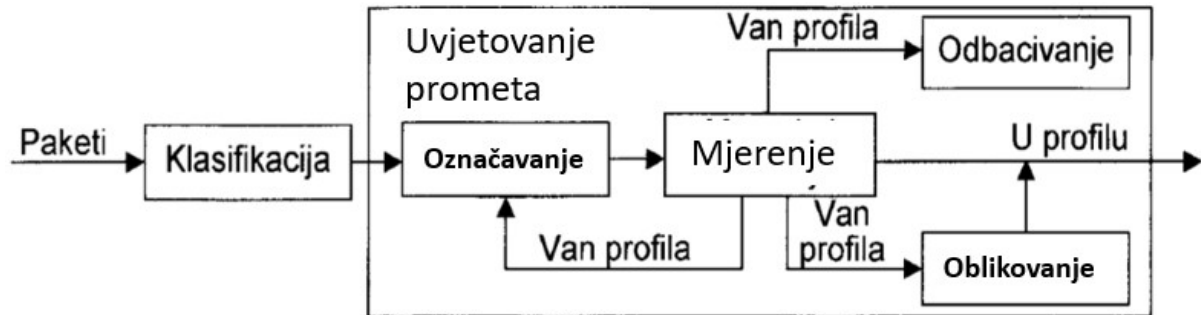 Uvjetovanje
prometa
Van profila
Odbacivanje
Paketi
Klasifikacija
Označavanje
Mjerenje
U profilu
Van profila
Van
profila
Oblikovanje